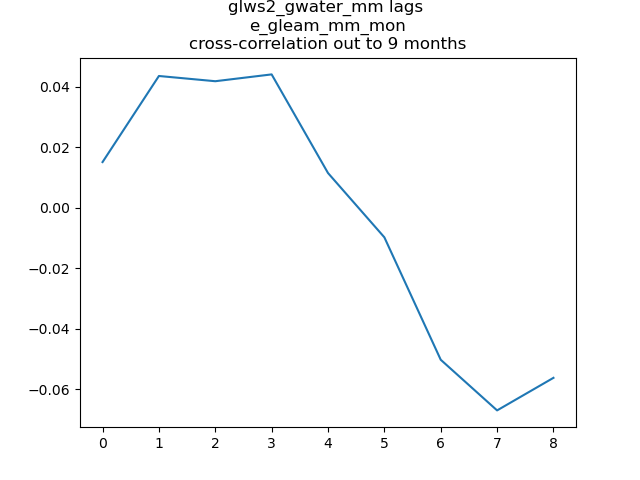 glws2_gwater_mm lags
e_gleam_mm_mon
cross-correlation out to 9 months
0.04
0.02
0.00
−0.02
−0.04
−0.06
0 1 2 3 4 5 6 7 8